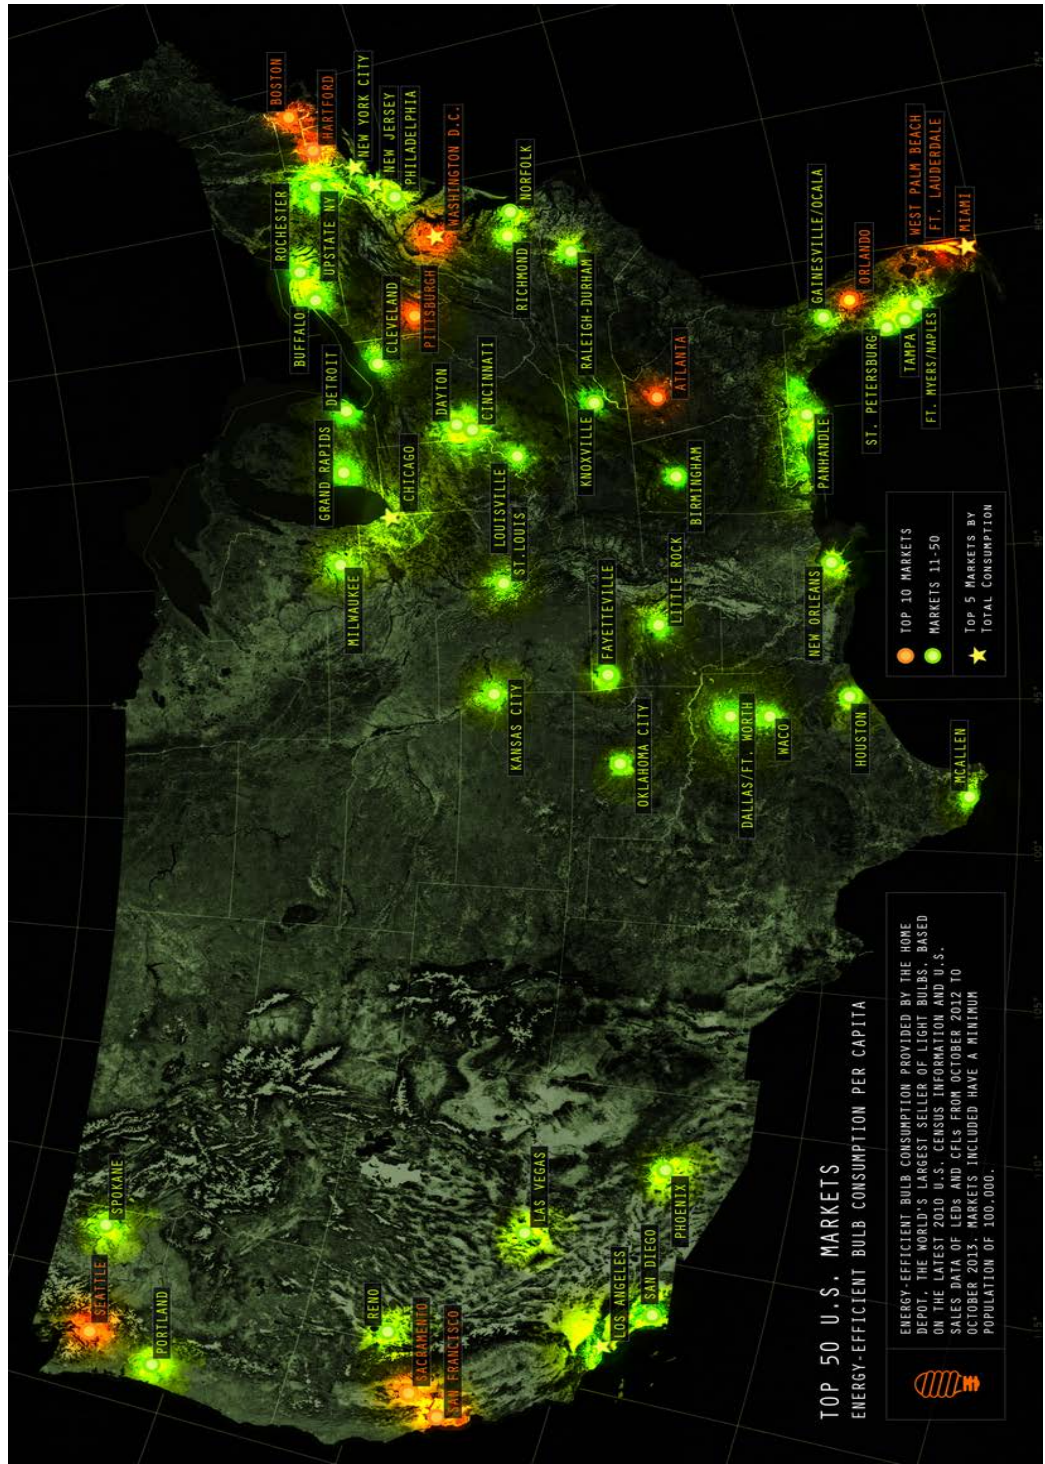 SEATTLE
SPOKANE
PORTLAND
RENO
SACRAMENTO
SAN FRANCISCO
LAS VEGAS
LOS ANGELES
SAN DIEGO
PHOENIX
KANSAS CITY
OKLAHOMA CITY
FAYETTEVILLE
LITTLE ROCK
DALLAS/FT. WORTH
WACO
HOUSTON
MCALLEN
NEW ORLEANS
MILWAUKEE
CHICAGO
GRAND RAPIDS
DETROIT
ST.LOUIS
LOUISVILLE
DAYTON
CINCINNATI
CLEVELAND
PITTSBURGH
BUFFALO
ROCHESTER
UPSTATE NY
BOSTON
HARTFORD
NEW YORK CITY
NEW JERSEY
PHILADELPHIA
WASHINGTON D.C.
NORFOLK
RICHMOND
RALEIGH-DURHAM
KNOXVILLE
ATLANTA
BIRMINGHAM
PANHANDLE
GAINESVILLE/OCALA
ORLANDO
ST. PETERSBURG
TAMPA
FT. MYERS/NAPLES
WEST PALM BEACH
FT. LAUDERDALE
MIAMI
TOP 50 U.S. MARKETS
ENERGY-EFFICIENT BULB CONSUMPTION PER CAPITA
ENERGY-EFFICIENT BULB CONSUMPTION PROVIDED BY THE HOME
DEPOT, THE WORLD'S LARGEST SELLER OF LIGHT BULBS. BASED
ON THE LATEST 2010 U.S. CENSUS INFORMATION AND U.S.
SALES DATA OF LEDS AND CFLS FROM OCTOBER 2012 TO
OCTOBER 2013. MARKETS INCLUDED HAVE A MINIMUM
POPULATION OF 100,000.
TOP 10 MARKETS
MARKETS 11-50
TOP 5 MARKETS BY
TOTAL CONSUMPTION